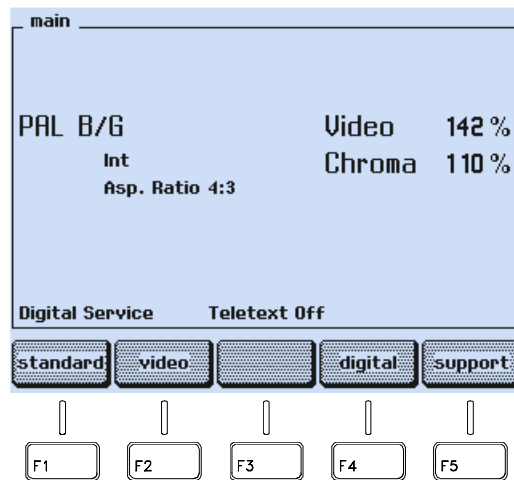 main
PAL B/G Video 142 %
Int Chroma 110 %
Asp. Ratio 4:3
Digital Service Teletext Off
standard video digital support
F1 F2 F3 F4 F5